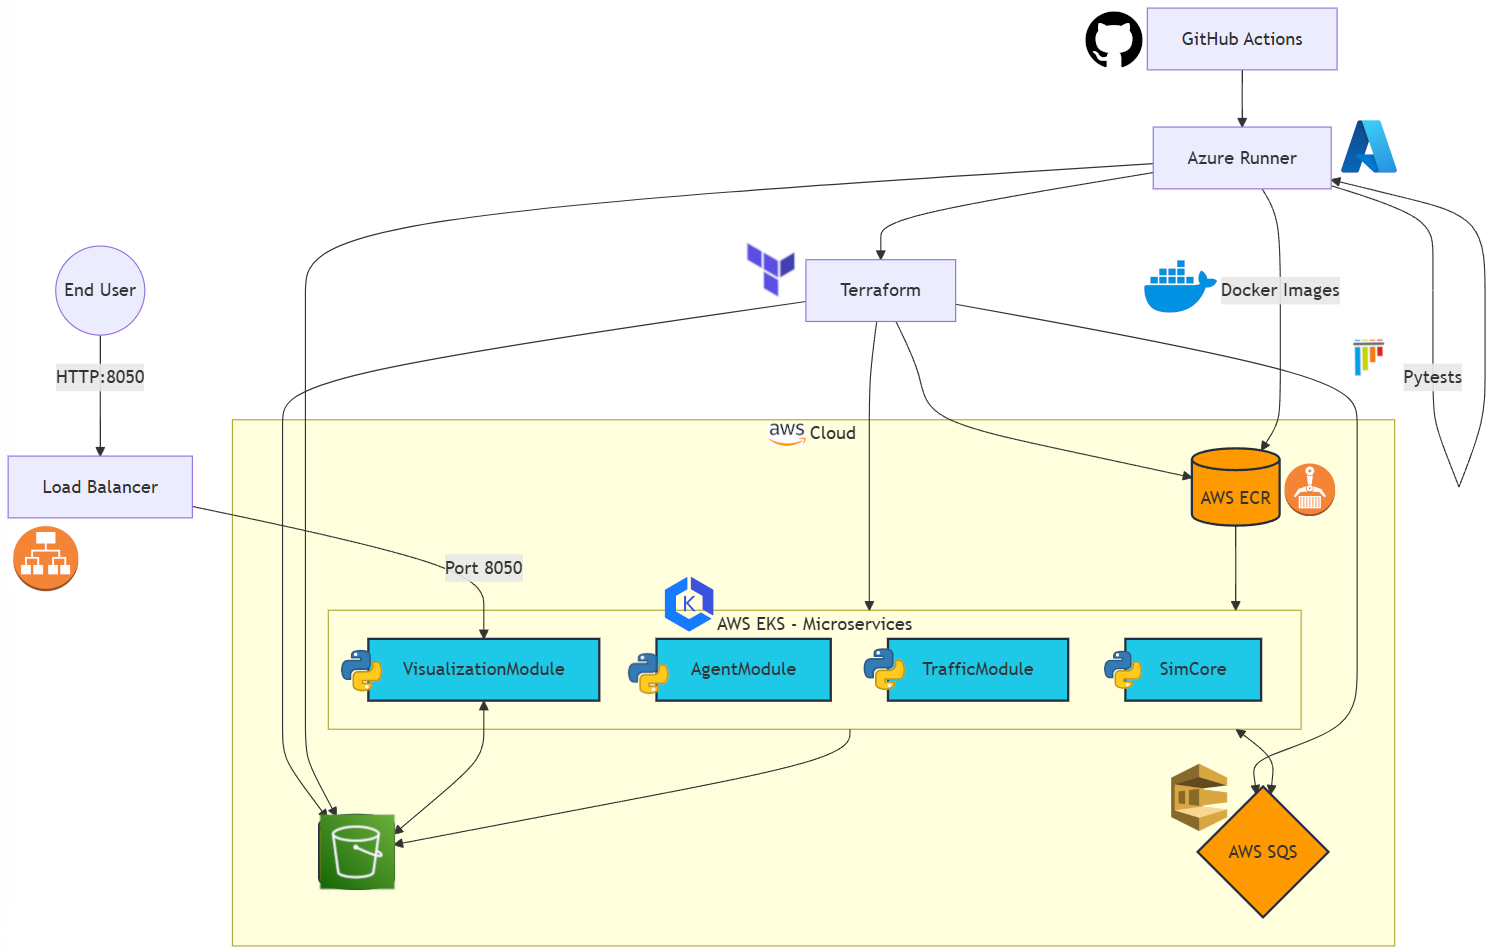 GitHub Actions
Azure Runner
Terraform
End User
Docker Images
HTTP:8050
Pytests
aws Cloud
Load Balancer
AWS ECR
Port 8050
K
AWS EKS - Microservices
VisualizationModule
AgentModule
TrafficModule
SimCore
AWS SQS